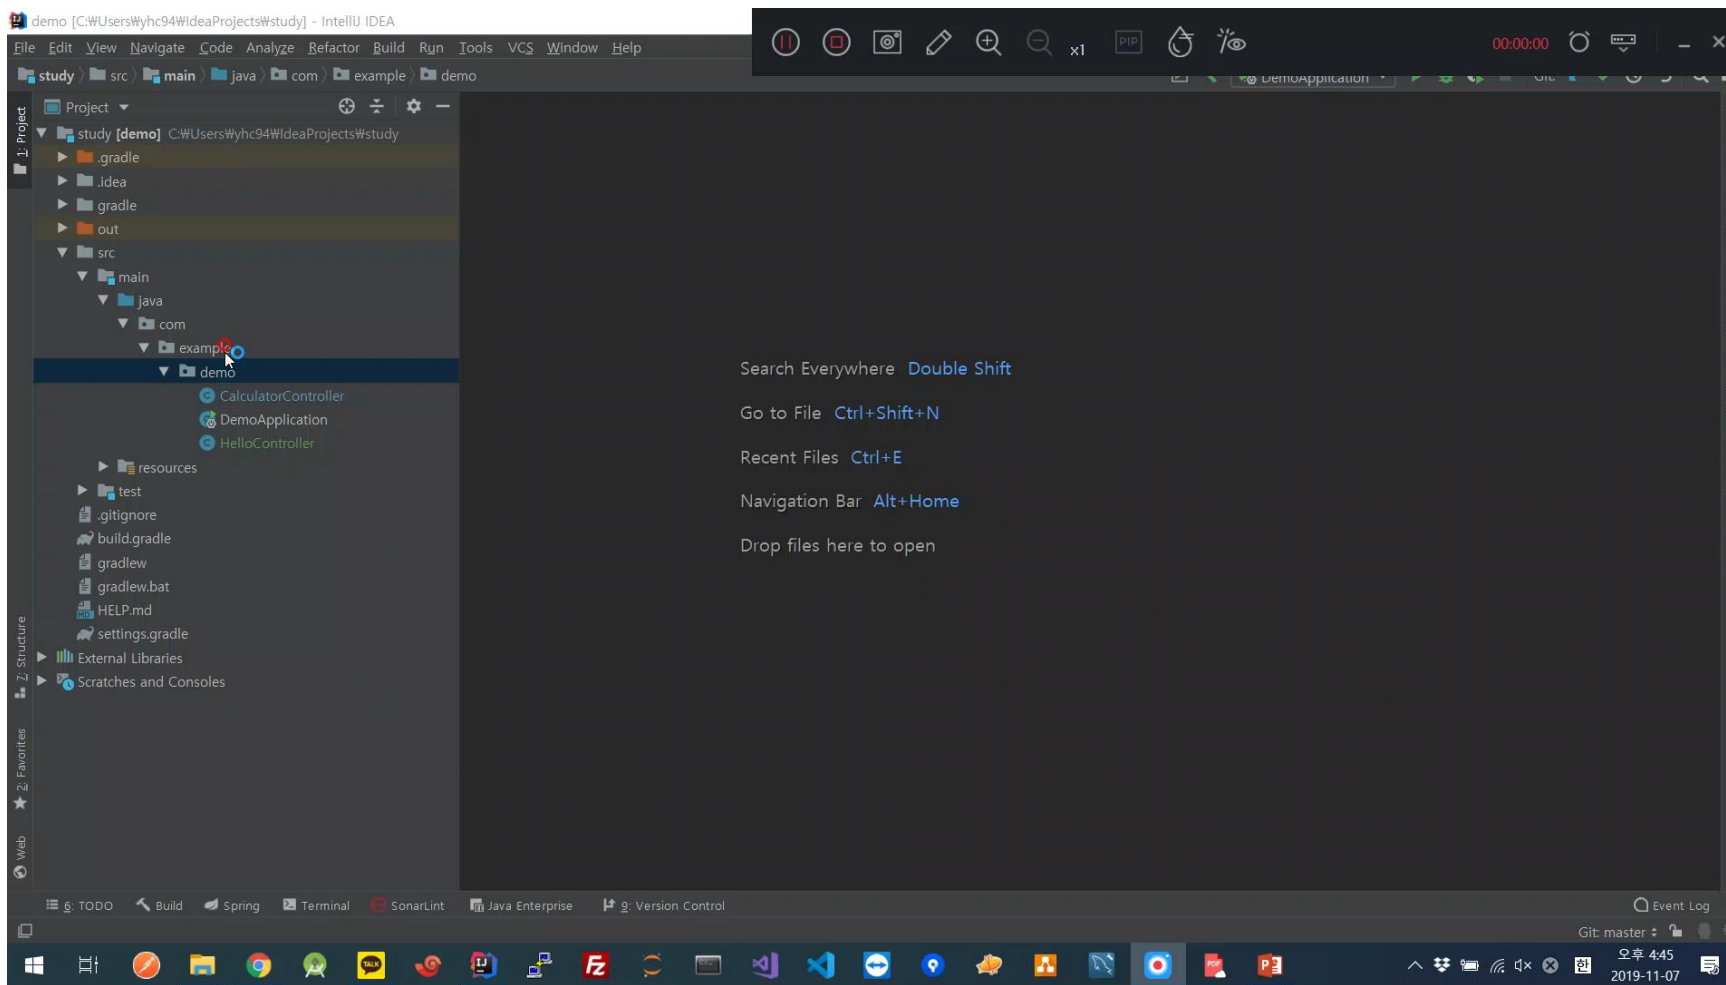 demo [C:₩Users₩yhc94₩IdeaProjects₩study] - IntelliJ IDEA
File Edit View Navigate Code Analyze Refactor Build Run Tools VCS Window Help
x1 PIP 00:00:00
study src main java com example demo
DemoApplication
Git:
Project
1: Project
study [demo] C:₩Users₩yhc94₩IdeaProjects₩study
.gradle
.idea
gradle
out
src
main
java
com
example
demo
CalculatorController
DemoApplication
HelloController
resources
test
.gitignore
build.gradle
gradlew
gradlew.bat
HELP.md
settings.gradle
External Libraries
Scratches and Consoles
7: Structure
2: Favorites
Web
Search Everywhere Double Shift
Go to File Ctrl+Shift+N
Recent Files Ctrl+E
Navigation Bar Alt+Home
Drop files here to open
6: TODO Build Spring Terminal SonarLint Java Enterprise 9: Version Control Event Log
Git: master
TALK
한
오후 4:45
2019-11-07